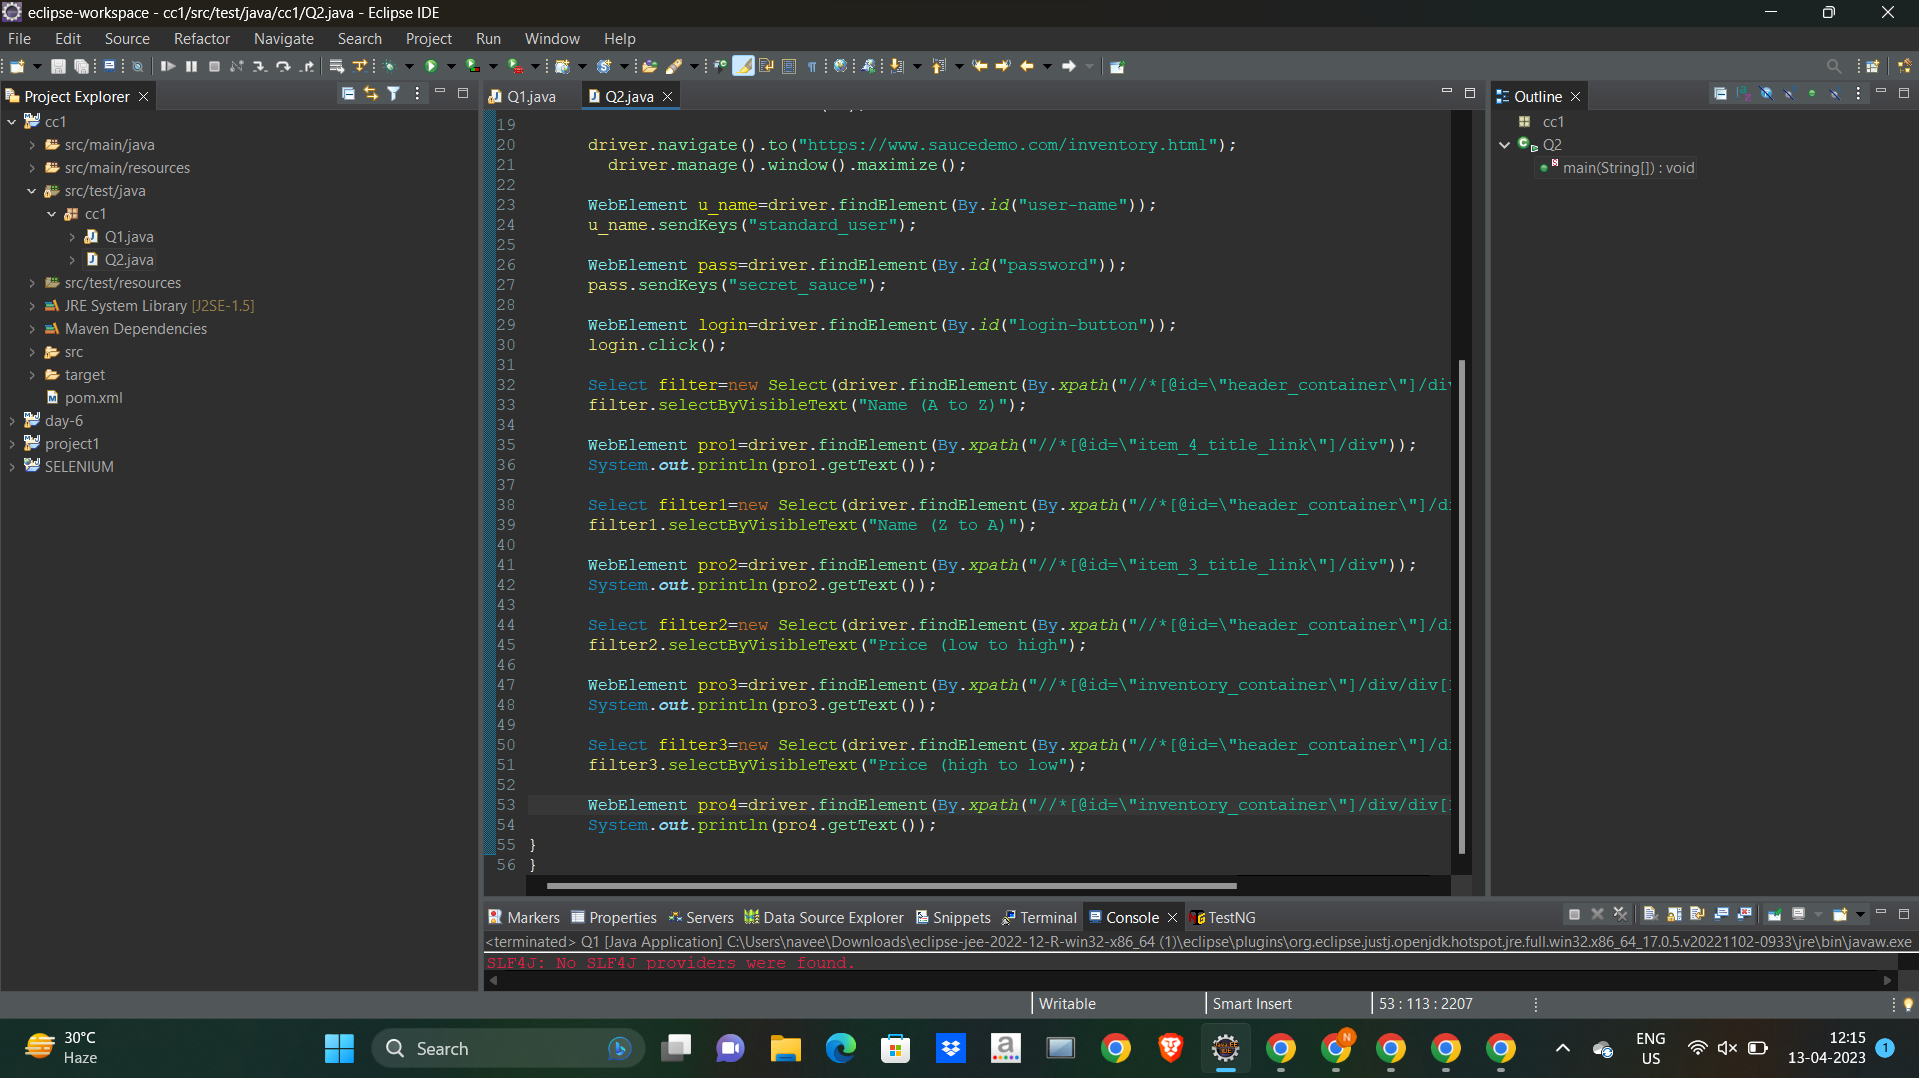 eclipse-workspace - cc1/src/test/java/cc1/Q2.java - Eclipse IDE
File Edit Source Refactor Navigate Search Project Run Window Help
Project Explorer
cc1
src/main/java
src/main/resources
src/test/java
cc1
Q1.java
Q2.java
src/test/resources
JRE System Library [J2SE-1.5]
Maven Dependencies
src
target
pom.xml
day-6
project1
SELENIUM
Q1.java Q2.java
19
20 driver.navigate().to("https://www.saucedemo.com/inventory.html");
21 driver.manage().window().maximize();
22
23 WebElement u_name=driver.findElement(By.id("user-name"));
24 u_name.sendKeys("standard_user");
25
26 WebElement pass=driver.findElement(By.id("password"));
27 pass.sendKeys("secret_sauce");
28
29 WebElement login=driver.findElement(By.id("login-button"));
30 login.click();
31
32 Select filter=new Select(driver.findElement(By.xpath("//*[@id=\"header_container\"]/div
33 filter.selectByVisibleText("Name (A to Z)");
34
35 WebElement pro1=driver.findElement(By.xpath("//*[@id=\"item_4_title_link\"]/div"));
36 System.out.println(pro1.getText());
37
38 Select filter1=new Select(driver.findElement(By.xpath("//*[@id=\"header_container\"]/di
39 filter1.selectByVisibleText("Name (Z to A)");
40
41 WebElement pro2=driver.findElement(By.xpath("//*[@id=\"item_3_title_link\"]/div"));
42 System.out.println(pro2.getText());
43
44 Select filter2=new Select(driver.findElement(By.xpath("//*[@id=\"header_container\"]/di
45 filter2.selectByVisibleText("Price (low to high");
46
47 WebElement pro3=driver.findElement(By.xpath("//*[@id=\"inventory_container\"]/div/div[
48 System.out.println(pro3.getText());
49
50 Select filter3=new Select(driver.findElement(By.xpath("//*[@id=\"header_container\"]/di
51 filter3.selectByVisibleText("Price (high to low");
52
53 WebElement pro4=driver.findElement(By.xpath("//*[@id=\"inventory_container\"]/div/div[
54 System.out.println(pro4.getText());
55 }
56 }
Outline
cc1
Q2
main(String[]) : void
Markers Properties Servers Data Source Explorer Snippets Terminal Console TestNG
<terminated> Q1 [Java Application] C:\Users\navee\Downloads\eclipse-jee-2022-12-R-win32-x86_64 (1)\eclipse\plugins\org.eclipse.justj.openjdk.hotspot.jre.full.win32.x86_64_17.0.5.v20221102-0933\jre\bin\javaw.exe
SLF4J: No SLF4J providers were found.
Writable Smart Insert 53 : 113 : 2207
30°C
Haze
Search
ENG
US
12:15
13-04-2023
1